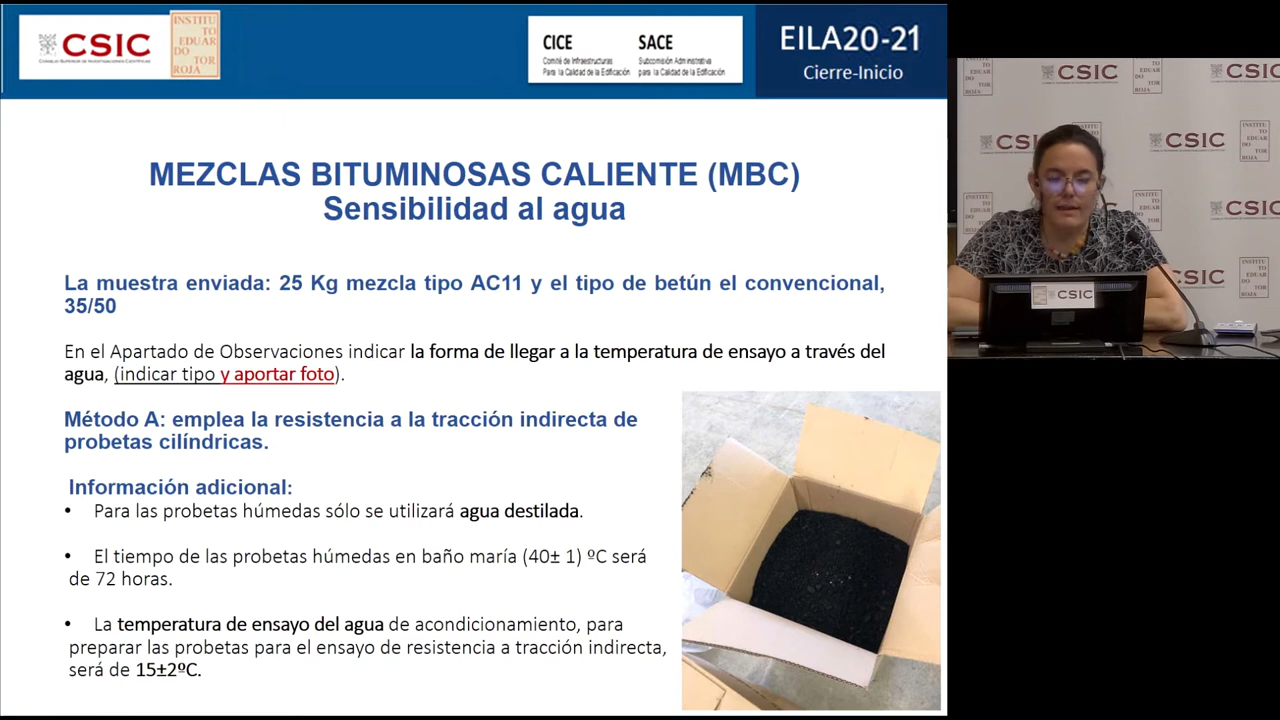 CSIC
CONSEJO SUPERIOR DE INVESTIGACIONES CIENTÍFICAS
INSTITU
TO
EDUAR
DO
TOR
ROJA
CICE
Comité de Infraestructuras
Para la Calidad de la Edificación
SACE
Subcomisión Administrativa
para la Calidad de la Edificación
EILA20-21
Cierre-Inicio
MEZCLAS BITUMINOSAS CALIENTE (MBC)
Sensibilidad al agua
La muestra enviada: 25 Kg mezcla tipo AC11 y el tipo de betún el convencional,
35/50
En el Apartado de Observaciones indicar la forma de llegar a la temperatura de ensayo a través del
agua, (indicar tipo y aportar foto).
Método A: emplea la resistencia a la tracción indirecta de
probetas cilíndricas.
Información adicional:
• Para las probetas húmedas sólo se utilizará agua destilada.
• El tiempo de las probetas húmedas en baño maría (40± 1) ºC será
de 72 horas.
• La temperatura de ensayo del agua de acondicionamiento, para
preparar las probetas para el ensayo de resistencia a tracción indirecta,
será de 15±2ºC.
CSIC
CSIC
CSIC
CSIC
CSIC
CSIC
CSIC